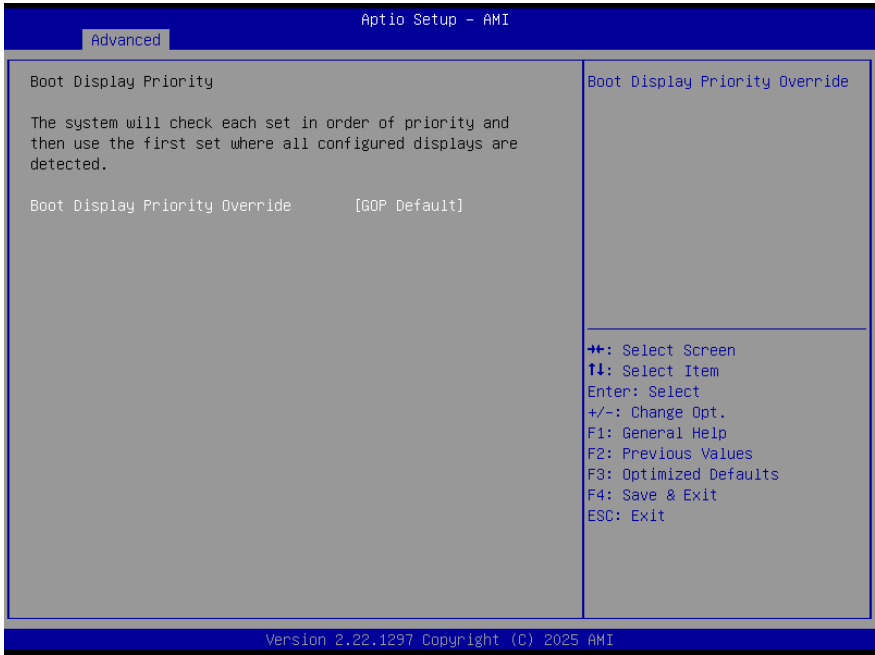 Aptio Setup – AMI
Advanced
Boot Display Priority
The system will check each set in order of priority and
then use the first set where all configured displays are
detected.
Boot Display Priority Override [GOP Default]
Boot Display Priority Override
→←: Select Screen
↑↓: Select Item
Enter: Select
+/-: Change Opt.
F1: General Help
F2: Previous Values
F3: Optimized Defaults
F4: Save & Exit
ESC: Exit
Version 2.22.1297 Copyright (C) 2025 AMI